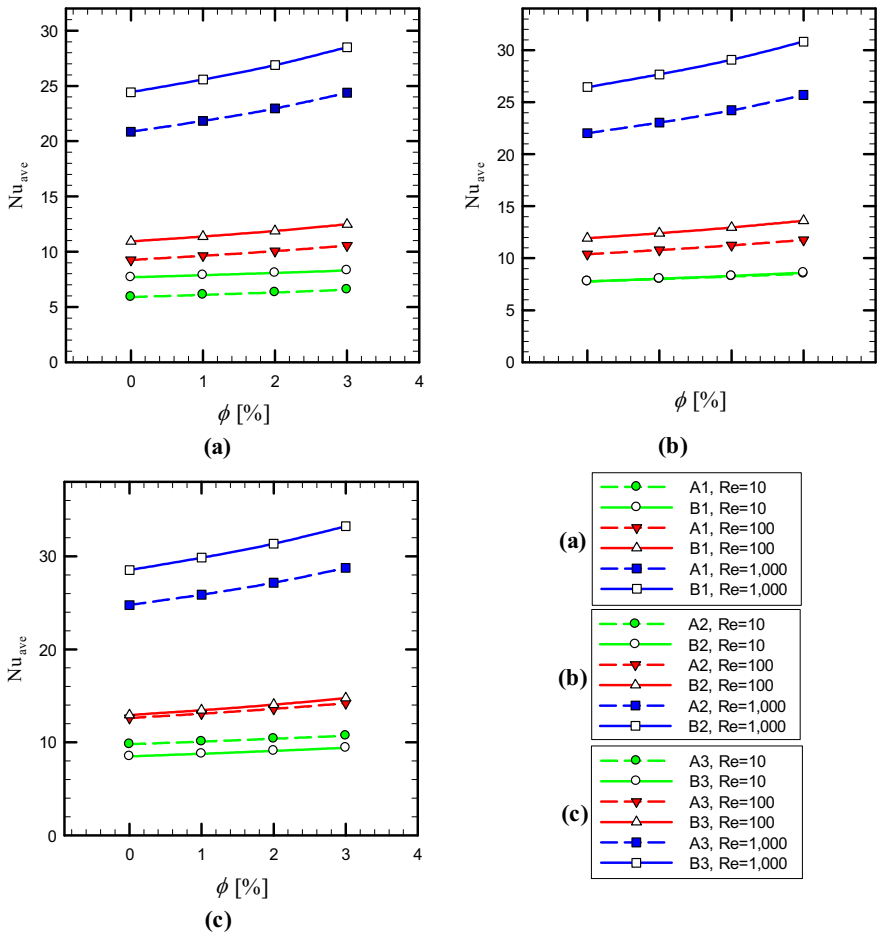 30
25
20
15
10
5
0
Nu_ave
0 1 2 3 4
ϕ [%]
(a)
30
25
20
15
10
5
0
Nu_ave
ϕ [%]
(b)
30
20
10
0
Nu_ave
0 1 2 3 4
ϕ [%]
(c)
(a)
A1, Re=10
B1, Re=10
A1, Re=100
B1, Re=100
A1, Re=1,000
B1, Re=1,000
(b)
A2, Re=10
B2, Re=10
A2, Re=100
B2, Re=100
A2, Re=1,000
B2, Re=1,000
(c)
A3, Re=10
B3, Re=10
A3, Re=100
B3, Re=100
A3, Re=1,000
B3, Re=1,000